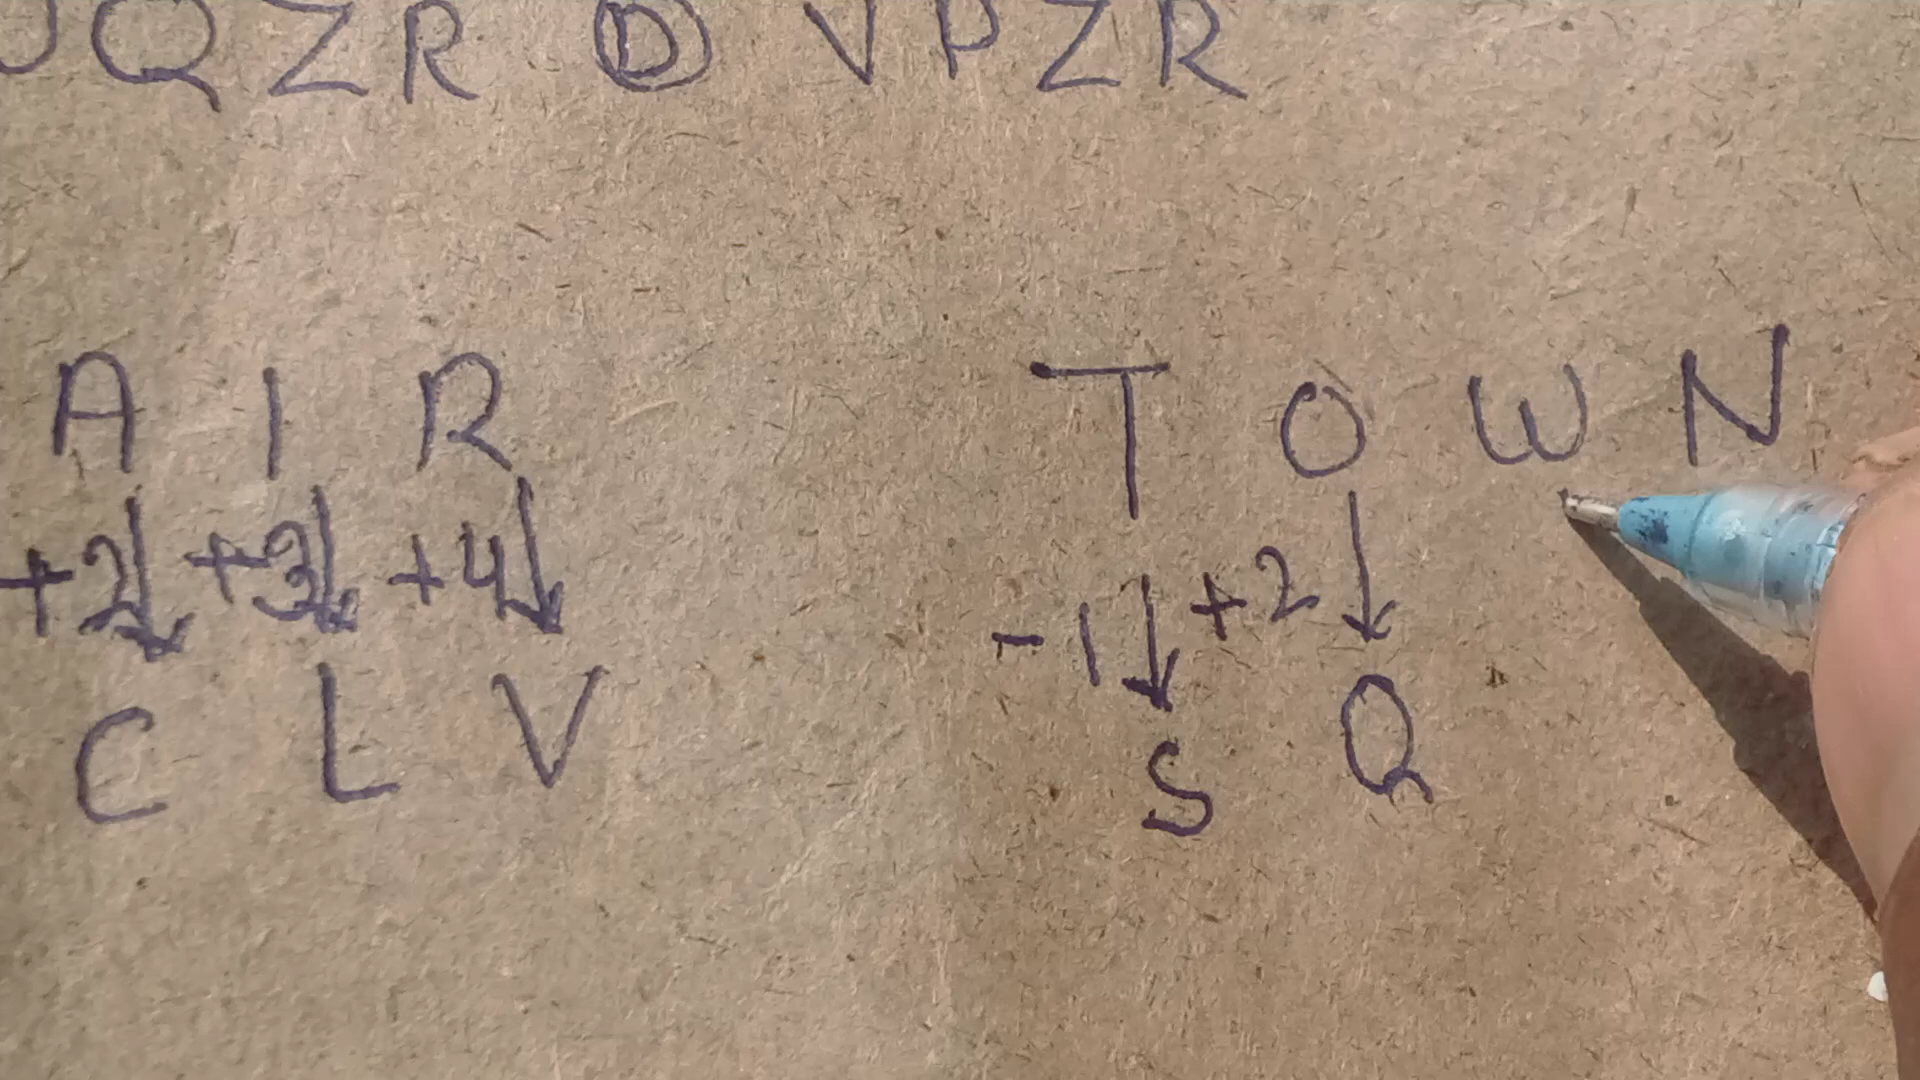 QZR Ⓓ VPZR
A I R T O W N
+2↓ +3↓ +4↓ -1↓ +2↓
C L V S Q